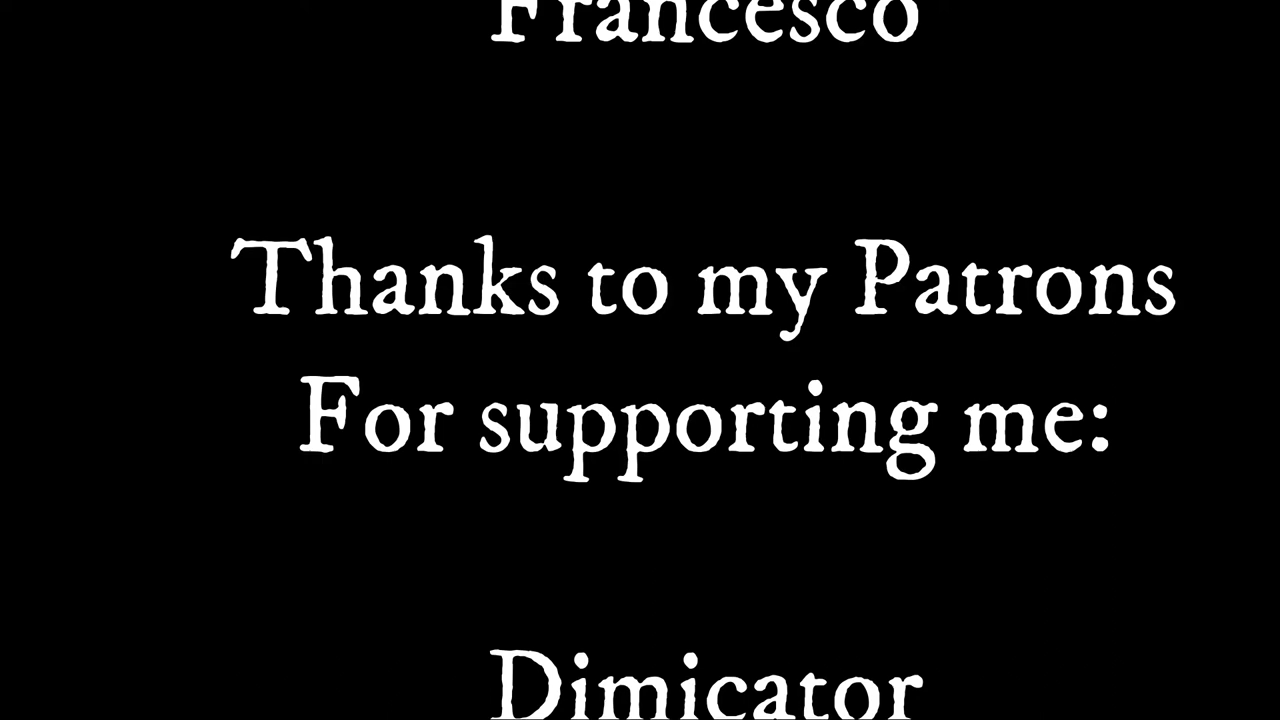 Francesco
Thanks to my Patrons
For supporting me:
Dimicator